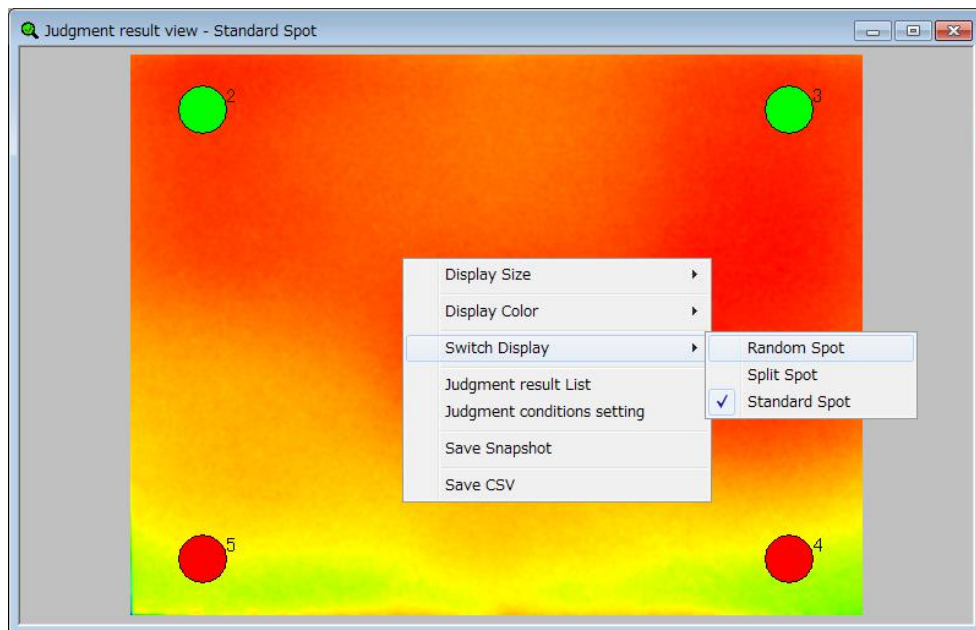 Judgment result view - Standard Spot
2
3
Display Size
Display Color
Switch Display
Random Spot
Split Spot
Standard Spot
Judgment result List
Judgment conditions setting
Save Snapshot
Save CSV
5
4